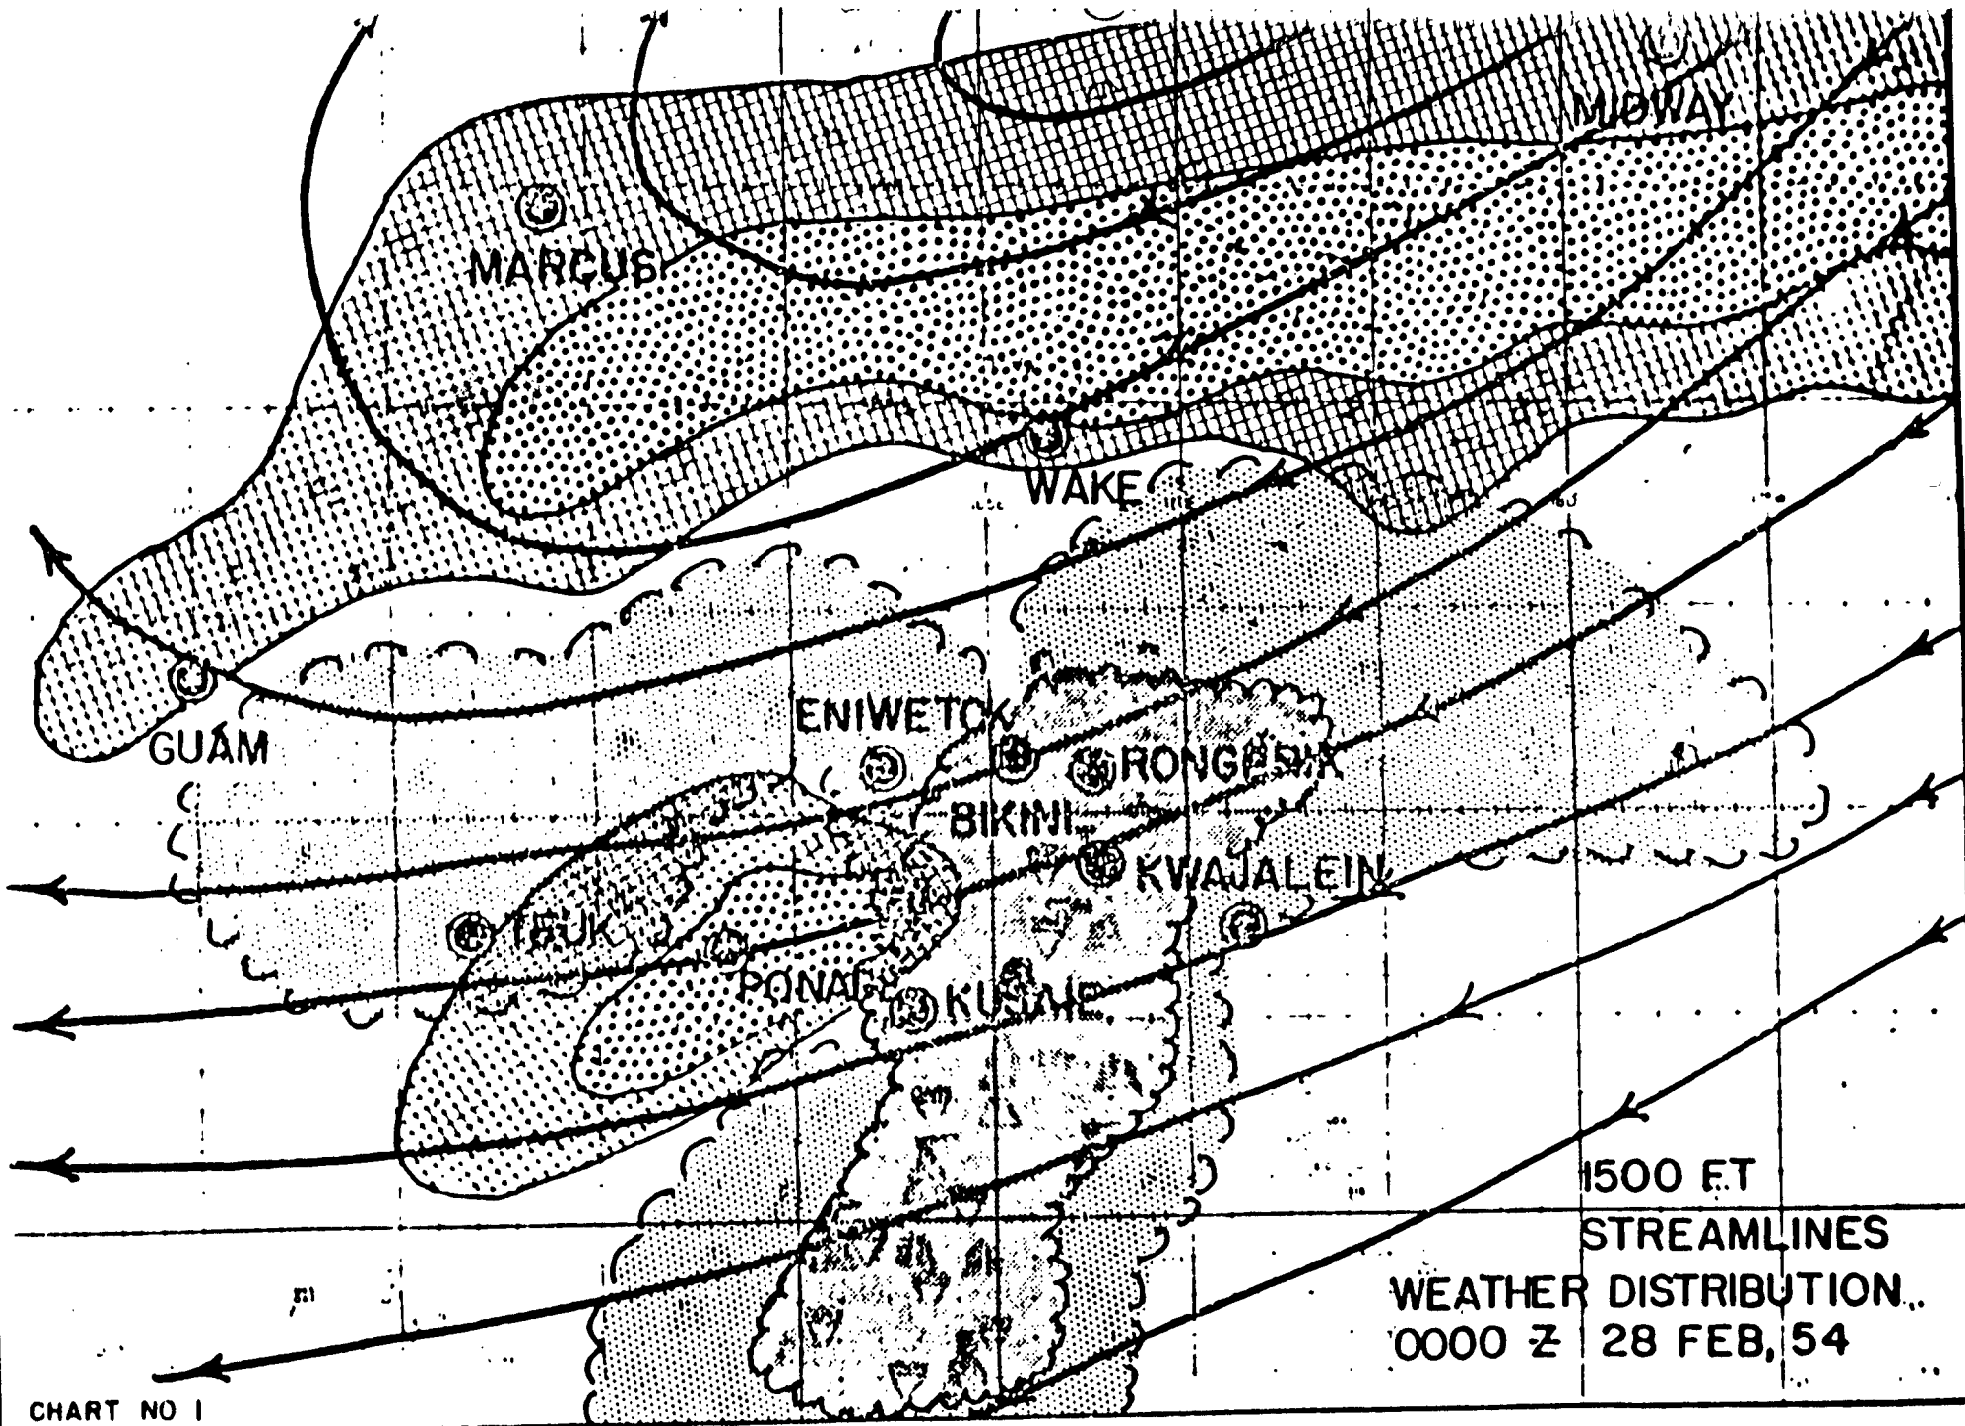 MIDWAY
MARCUS
WAKE
ENIWETOK
GUAM
BIKINI
KWAJALEIN
KUSAIE
1500 FT
STREAMLINES
WEATHER DISTRIBUTION
0000 Z 28 FEB, 54
CHART NO 1